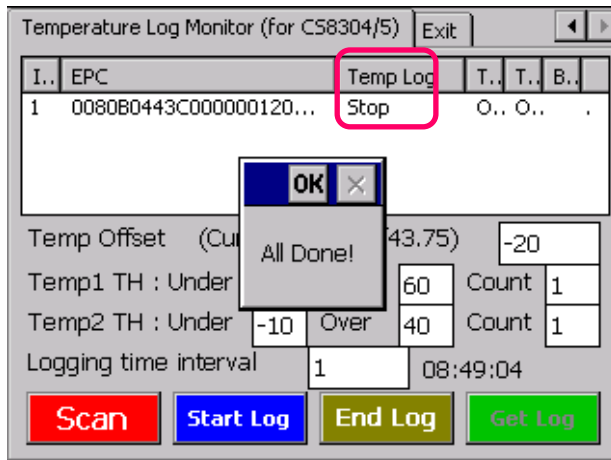 Temperature Log Monitor (for CS8304/5) Exit
I.. EPC Temp Log T.. T.. B..
1 0080B0443C000000120... Stop O.. O.. .
OK
All Done!
Temp Offset (Cu 43.75) -20
Temp1 TH : Under 60 Count 1
Temp2 TH : Under -10 Over 40 Count 1
Logging time interval 1 08:49:04
Scan Start Log End Log Get Log